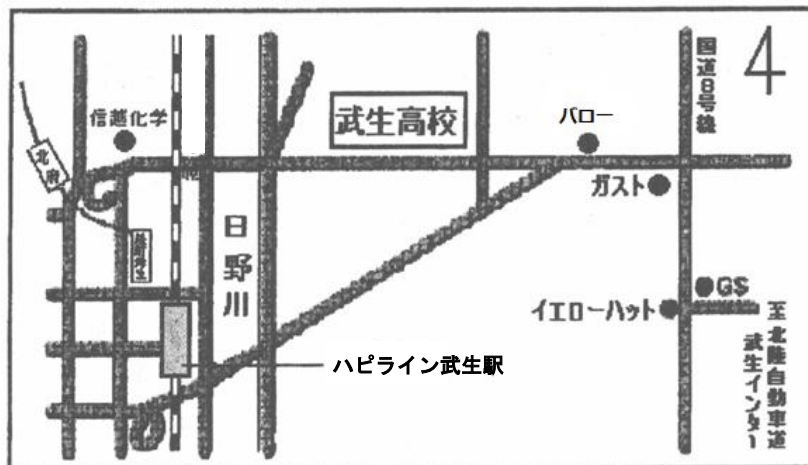 国道8号線
4
信越化学
武生高校
バロー
北府
ガスト
日野川
GS
イエローハット
至北陸自動車道
武生インター
ハピライン武生駅